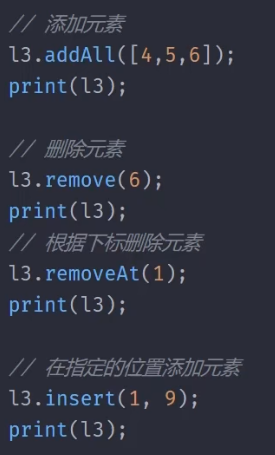 // 添加元素
l3.addAll([4,5,6]);
print(l3);
// 删除元素
l3.remove(6);
print(l3);
// 根据下标删除元素
l3.removeAt(1);
print(l3);
// 在指定的位置添加元素
l3.insert(1, 9);
print(l3);